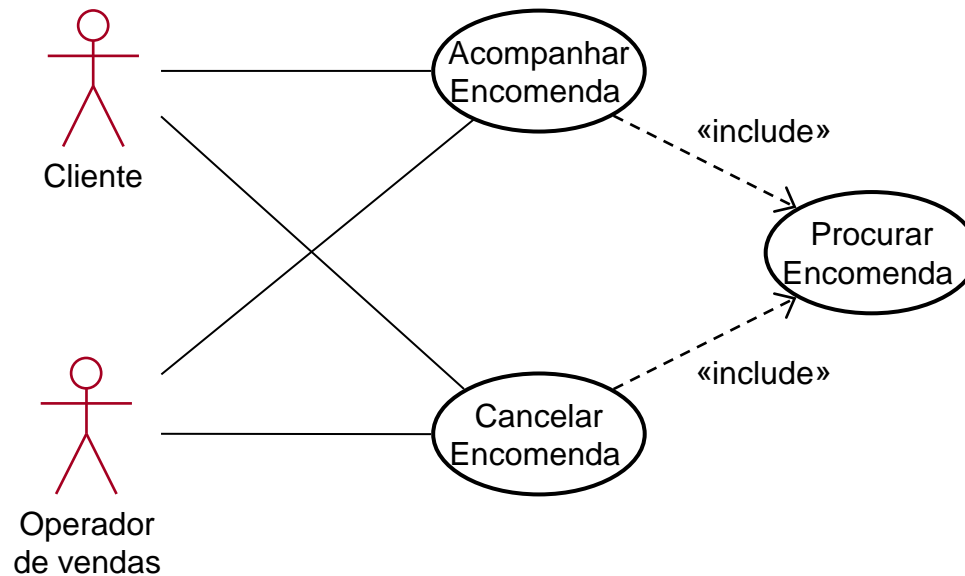 Acompanhar
Encomenda
«include»
Cliente
Procurar
Encomenda
«include»
Cancelar
Encomenda
Operador
de vendas